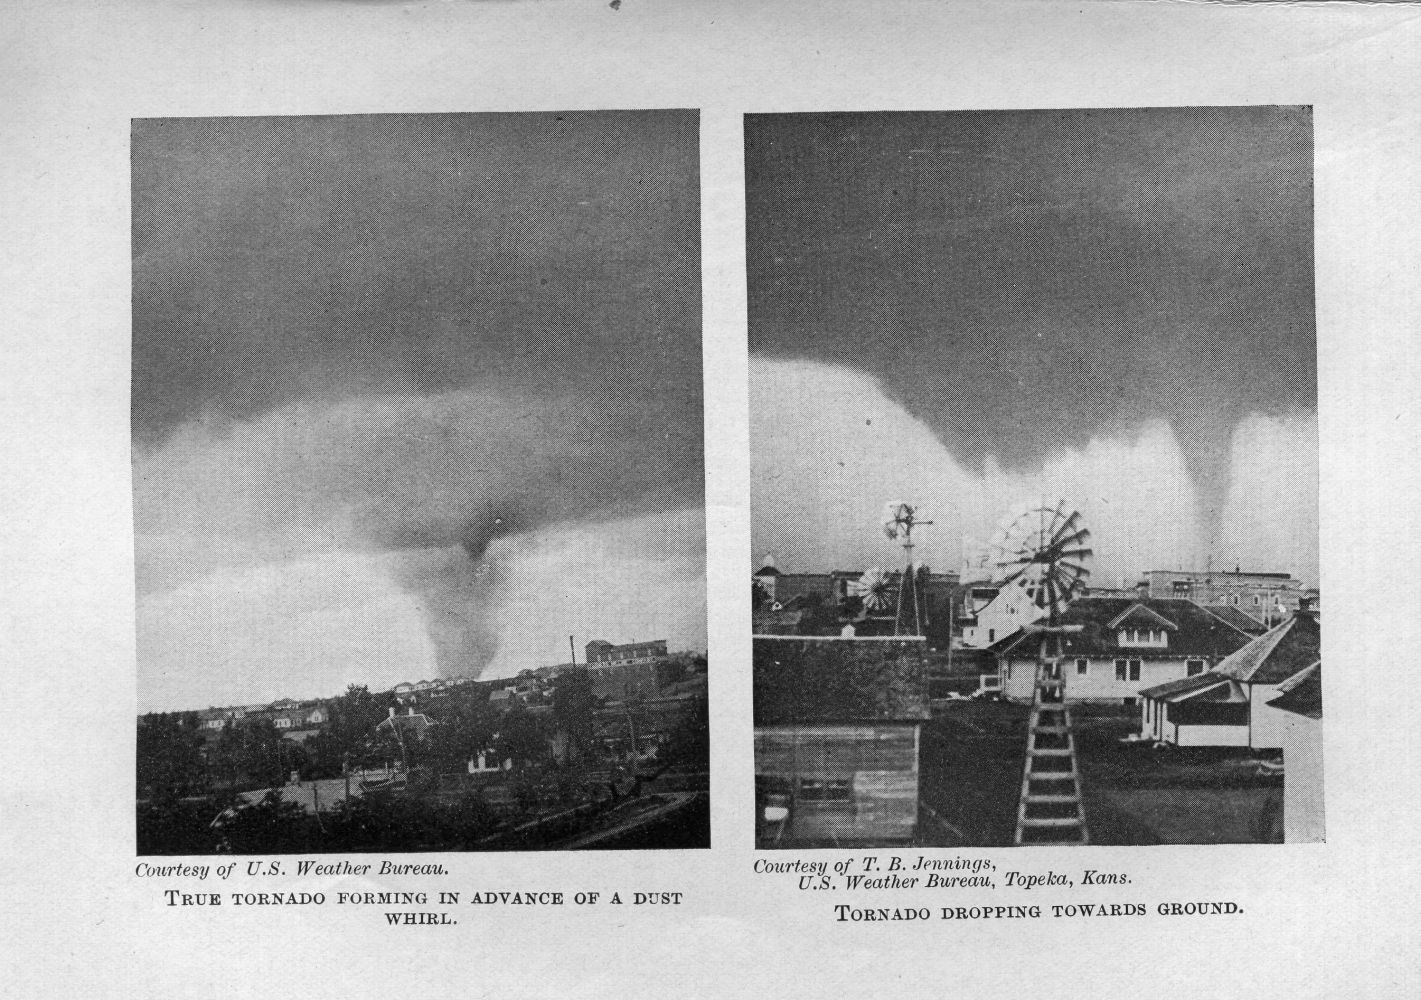 Courtesy of U.S. Weather Bureau.
TRUE TORNADO FORMING IN ADVANCE OF A DUST
WHIRL.
Courtesy of T. B. Jennings,
U.S. Weather Bureau, Topeka, Kans.
TORNADO DROPPING TOWARDS GROUND.